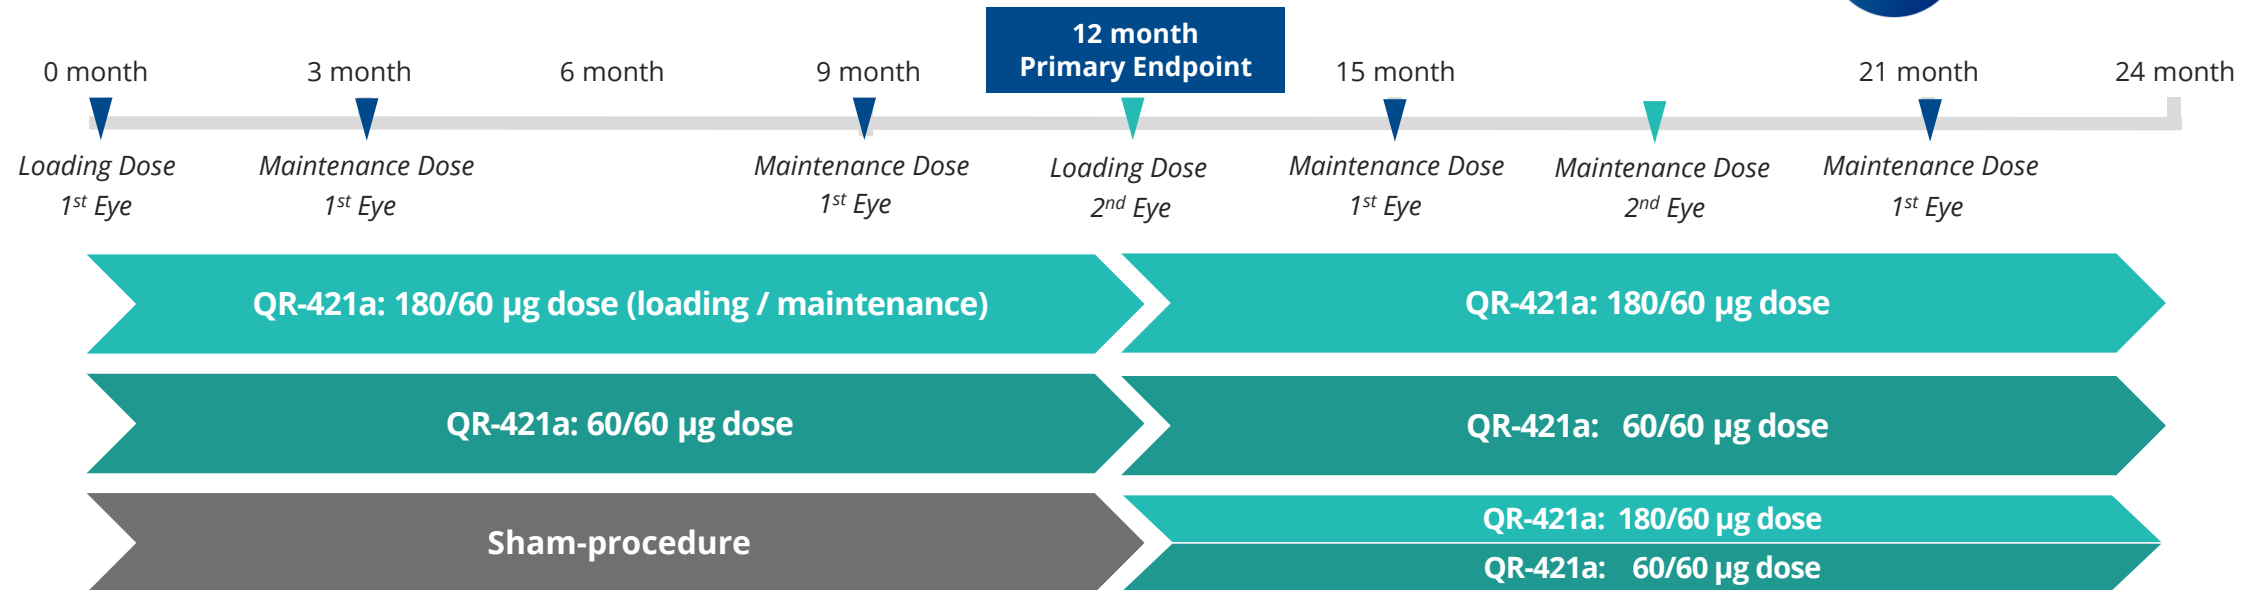 12 month
Primary Endpoint
0 month
3 month
6 month
9 month
15 month
21 month
24 month
Loading Dose
1st Eye
Maintenance Dose
1st Eye
Maintenance Dose
1st Eye
Loading Dose
2nd Eye
Maintenance Dose
1st Eye
Maintenance Dose
2nd Eye
Maintenance Dose
1st Eye
QR-421a: 180/60 µg dose (loading / maintenance)
QR-421a: 180/60 µg dose
QR-421a: 60/60 µg dose
QR-421a: 60/60 µg dose
Sham-procedure
QR-421a: 180/60 µg dose
QR-421a: 60/60 µg dose